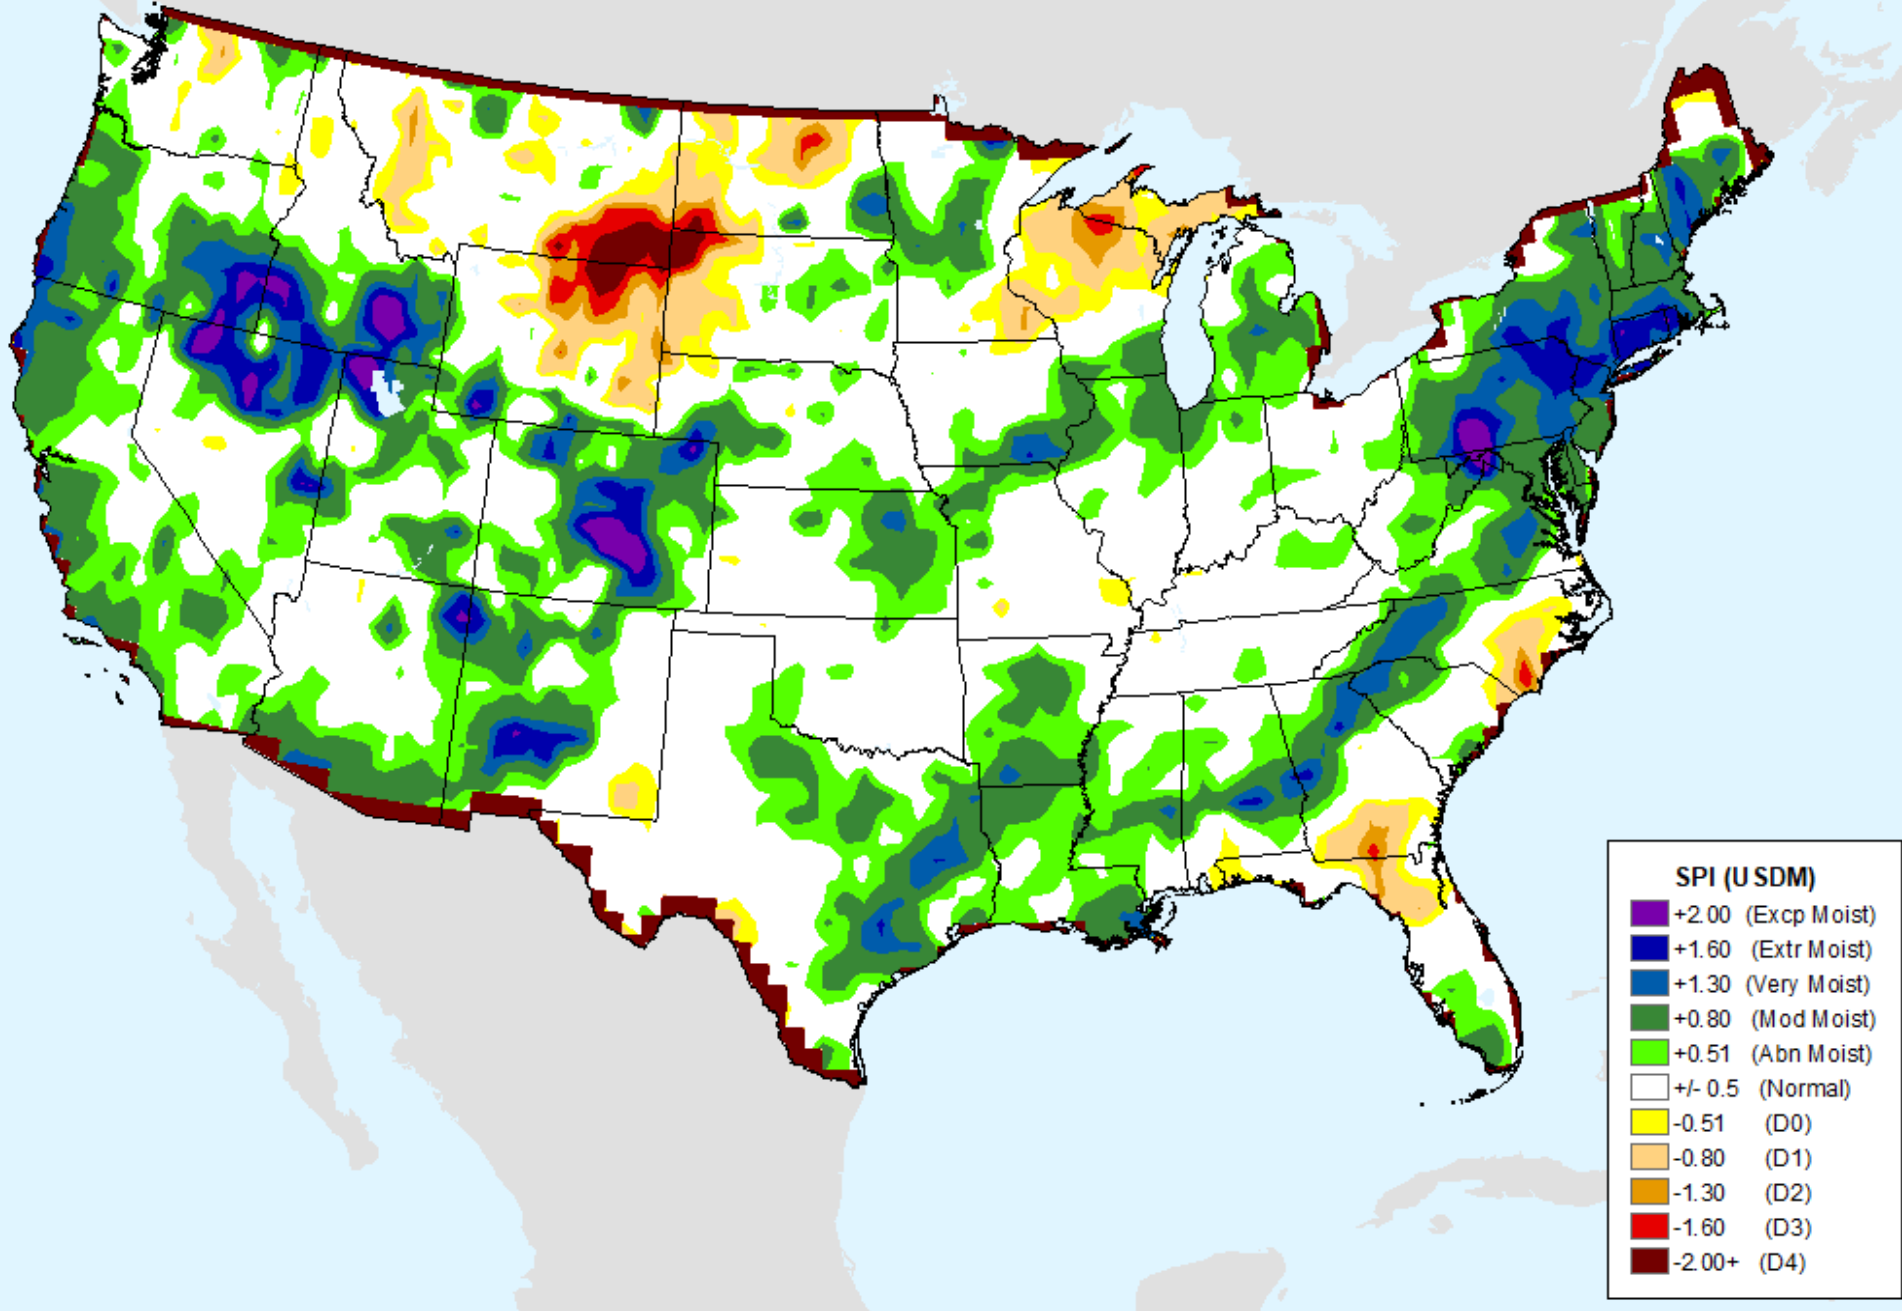 SPI (USDM)
+2.00 (Excp Moist)
+1.60 (Extr Moist)
+1.30 (Very Moist)
+0.80 (Mod Moist)
+0.51 (Abn Moist)
+/- 0.5 (Normal)
-0.51 (D0)
-0.80 (D1)
-1.30 (D2)
-1.60 (D3)
-2.00+ (D4)